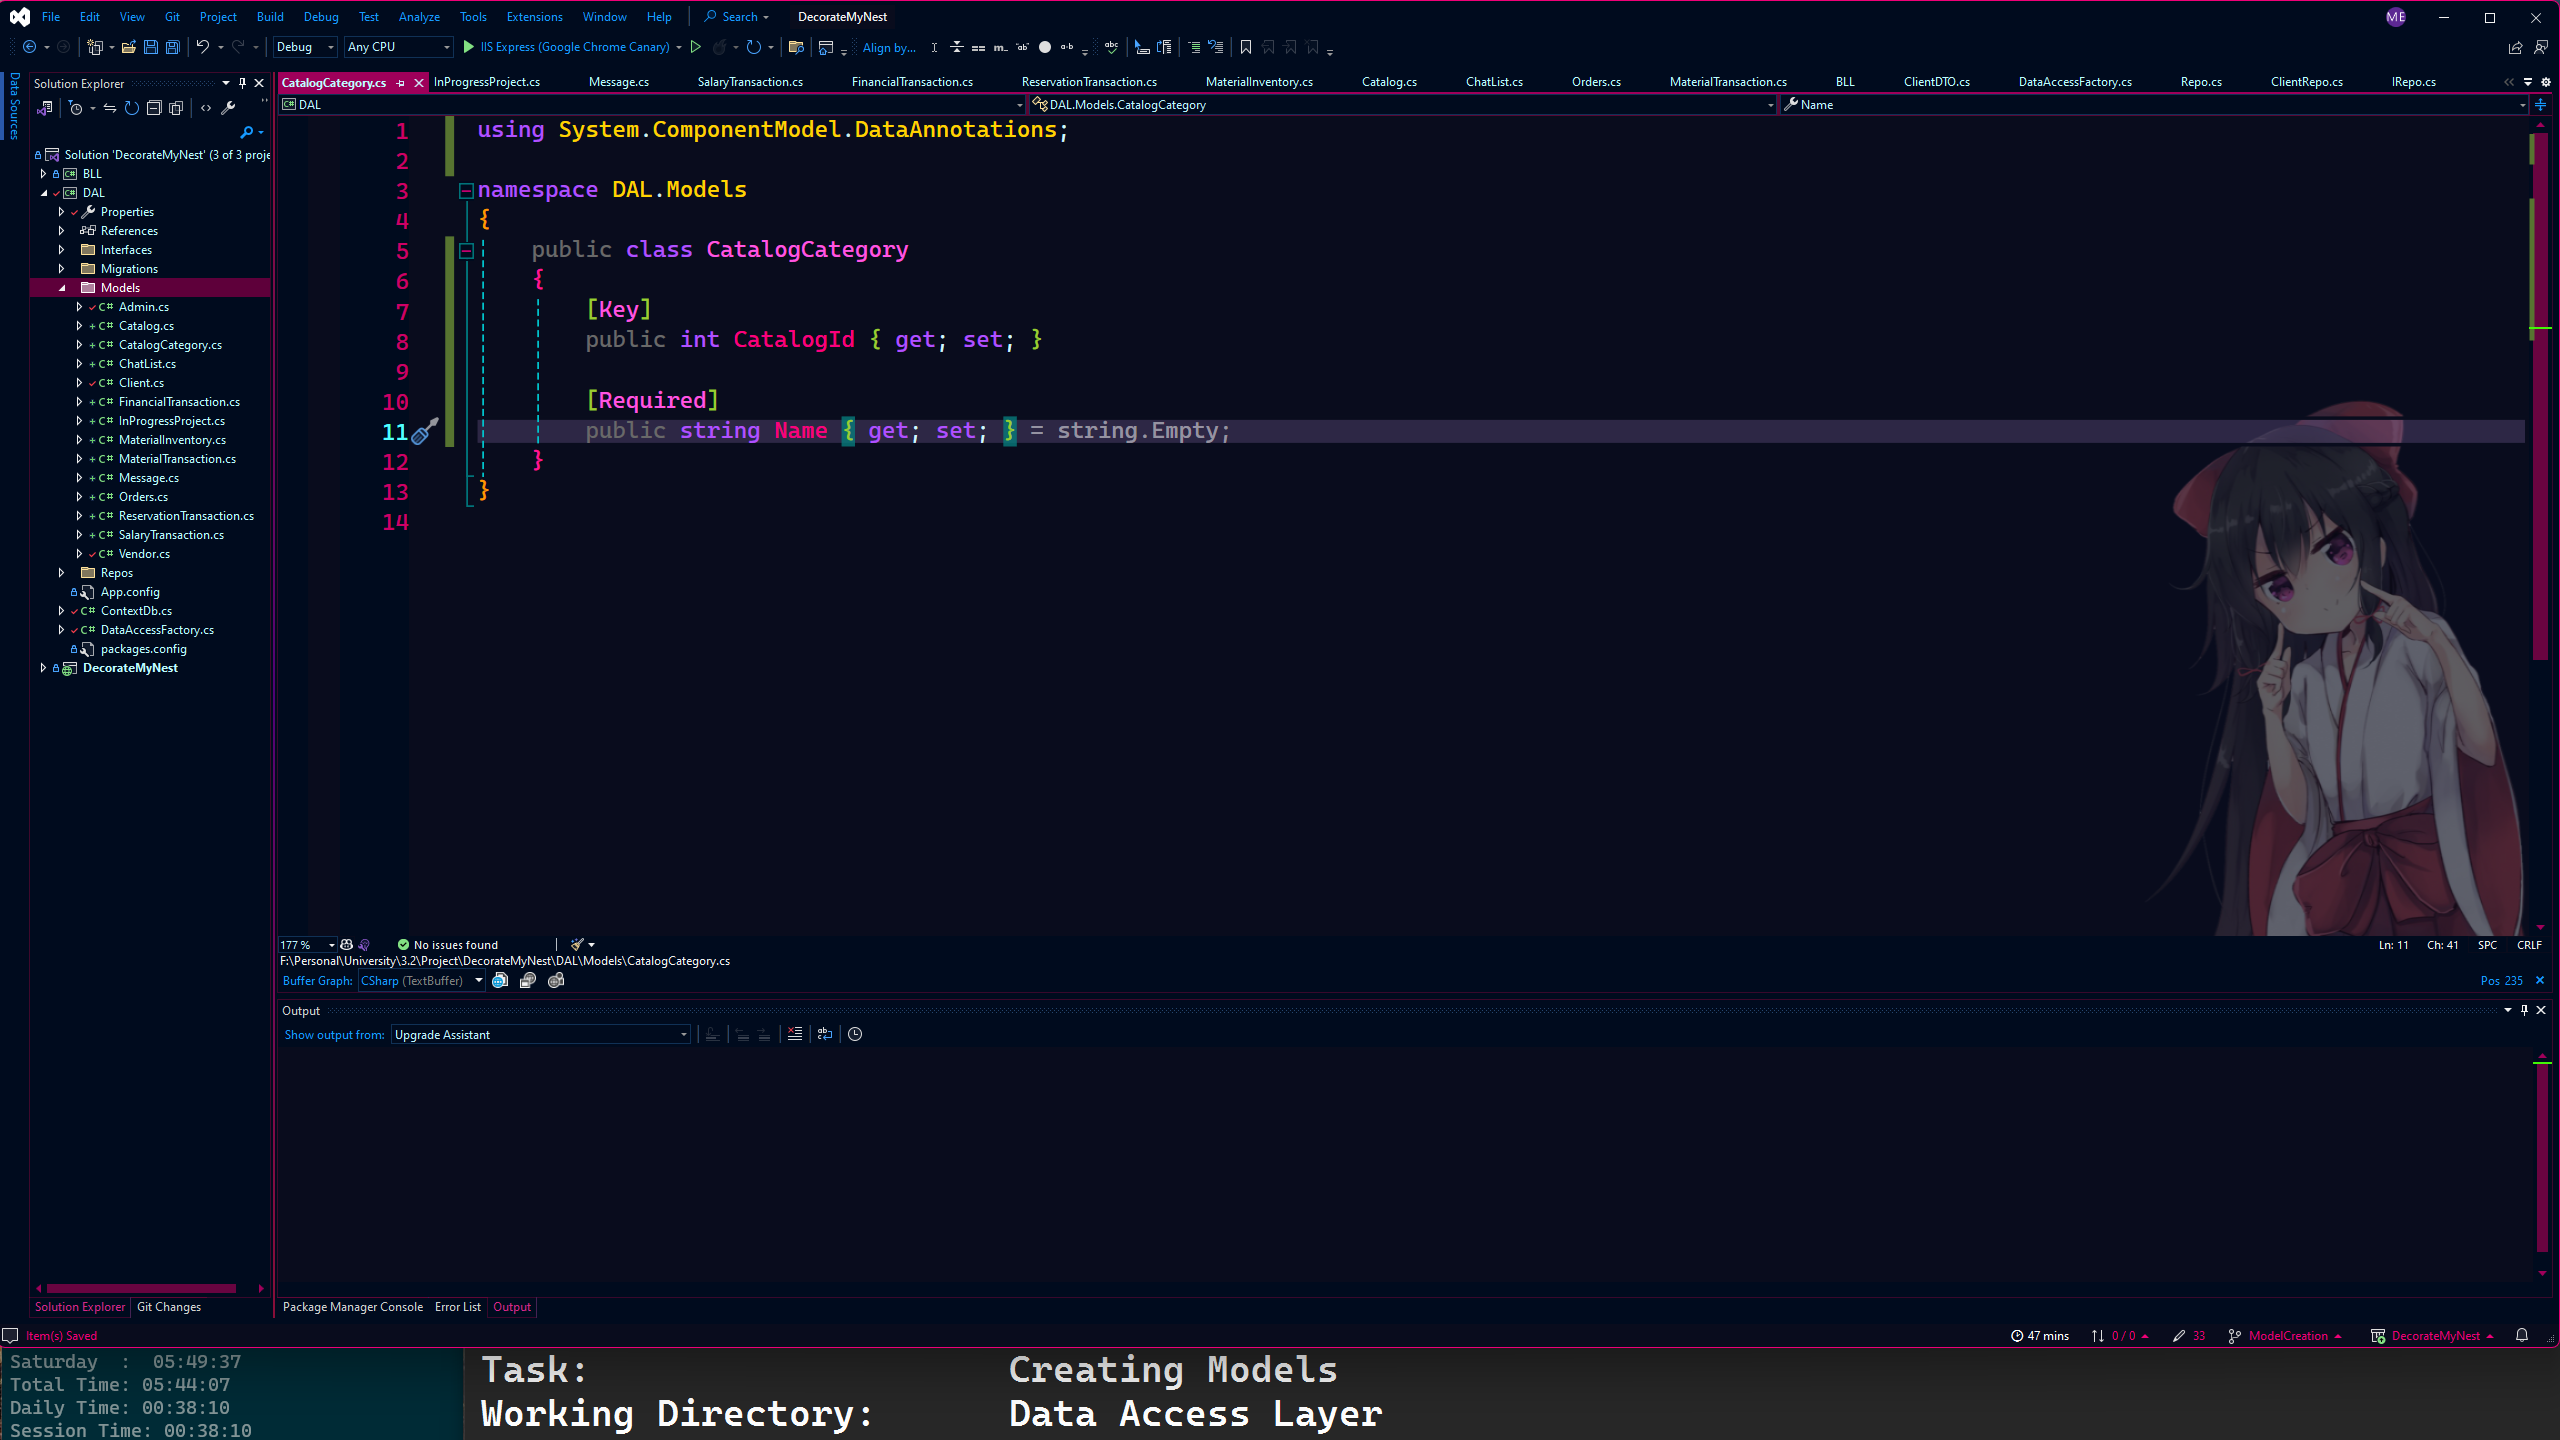 File Edit View Git Project Build Debug Test Analyze Tools Extensions Window Help Search DecorateMyNest ME
Debug Any CPU IIS Express (Google Chrome Canary) Align by...
Data Sources
Solution Explorer
CatalogCategory.cs InProgressProject.cs Message.cs SalaryTransaction.cs FinancialTransaction.cs ReservationTransaction.cs MaterialInventory.cs Catalog.cs ChatList.cs Orders.cs MaterialTransaction.cs BLL ClientDTO.cs DataAccessFactory.cs Repo.cs ClientRepo.cs IRepo.cs
C# DAL DAL.Models.CatalogCategory Name
Solution 'DecorateMyNest' (3 of 3 proje
C# BLL
C# DAL
Properties
References
Interfaces
Migrations
Models
C# Admin.cs
C# Catalog.cs
C# CatalogCategory.cs
C# ChatList.cs
C# Client.cs
C# FinancialTransaction.cs
C# InProgressProject.cs
C# MaterialInventory.cs
C# MaterialTransaction.cs
C# Message.cs
C# Orders.cs
C# ReservationTransaction.cs
C# SalaryTransaction.cs
C# Vendor.cs
Repos
App.config
C# ContextDb.cs
C# DataAccessFactory.cs
packages.config
DecorateMyNest
Solution Explorer Git Changes
1 using System.ComponentModel.DataAnnotations;
2
3 namespace DAL.Models
4 {
5 public class CatalogCategory
6 {
7 [Key]
8 public int CatalogId { get; set; }
9
10 [Required]
11 public string Name { get; set; } = string.Empty;
12 }
13 }
14
177 % No issues found Ln: 11 Ch: 41 SPC CRLF
F:\Personal\University\3.2\Project\DecorateMyNest\DAL\Models\CatalogCategory.cs
Buffer Graph: CSharp (TextBuffer) Pos 235
Output
Show output from: Upgrade Assistant
Package Manager Console Error List Output
Item(s) Saved 47 mins 0 / 0 33 ModelCreation DecorateMyNest
Saturday : 05:49:37
Total Time: 05:44:07
Daily Time: 00:38:10
Session Time: 00:38:10
Task: Creating Models
Working Directory: Data Access Layer